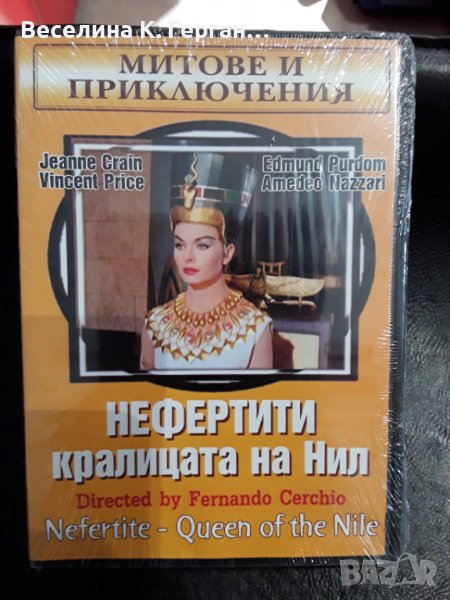 Веселина К. Герган...
МИТОВЕ И
ПРИКЛЮЧЕНИЯ
Jeanne Crain Edmund Purdom
Vincent Price Amedeo Nazzari
НЕФЕРТИТИ
кралицата на Нил
Directed by Fernando Cerchio
Nefertite - Queen of the Nile
BAZAR